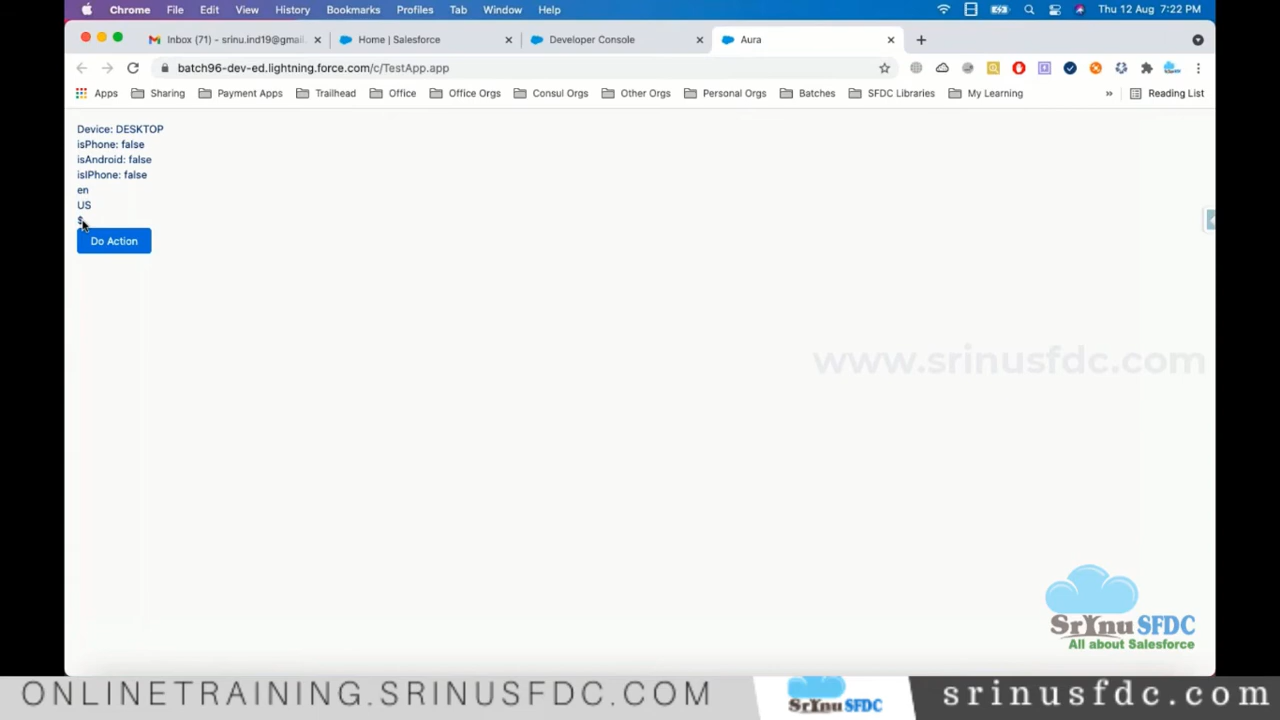 Chrome File Edit View History Bookmarks Profiles Tab Window Help Thu 12 Aug 7:22 PM
Inbox (71) - srinu.ind19@gmail. Home | Salesforce Developer Console Aura
batch96-dev-ed.lightning.force.com/c/TestApp.app
Apps Sharing Payment Apps Trailhead Office Office Orgs Consul Orgs Other Orgs Personal Orgs Batches SFDC Libraries My Learning » Reading List
Device: DESKTOP
isPhone: false
isAndroid: false
isIPhone: false
en
US
$
Do Action
www.srinusfdc.com
SrinuSFDC
All about Salesforce
ONLINETRAINING.SRINUSFDC.COM SrinuSFDC srinusfdc.com